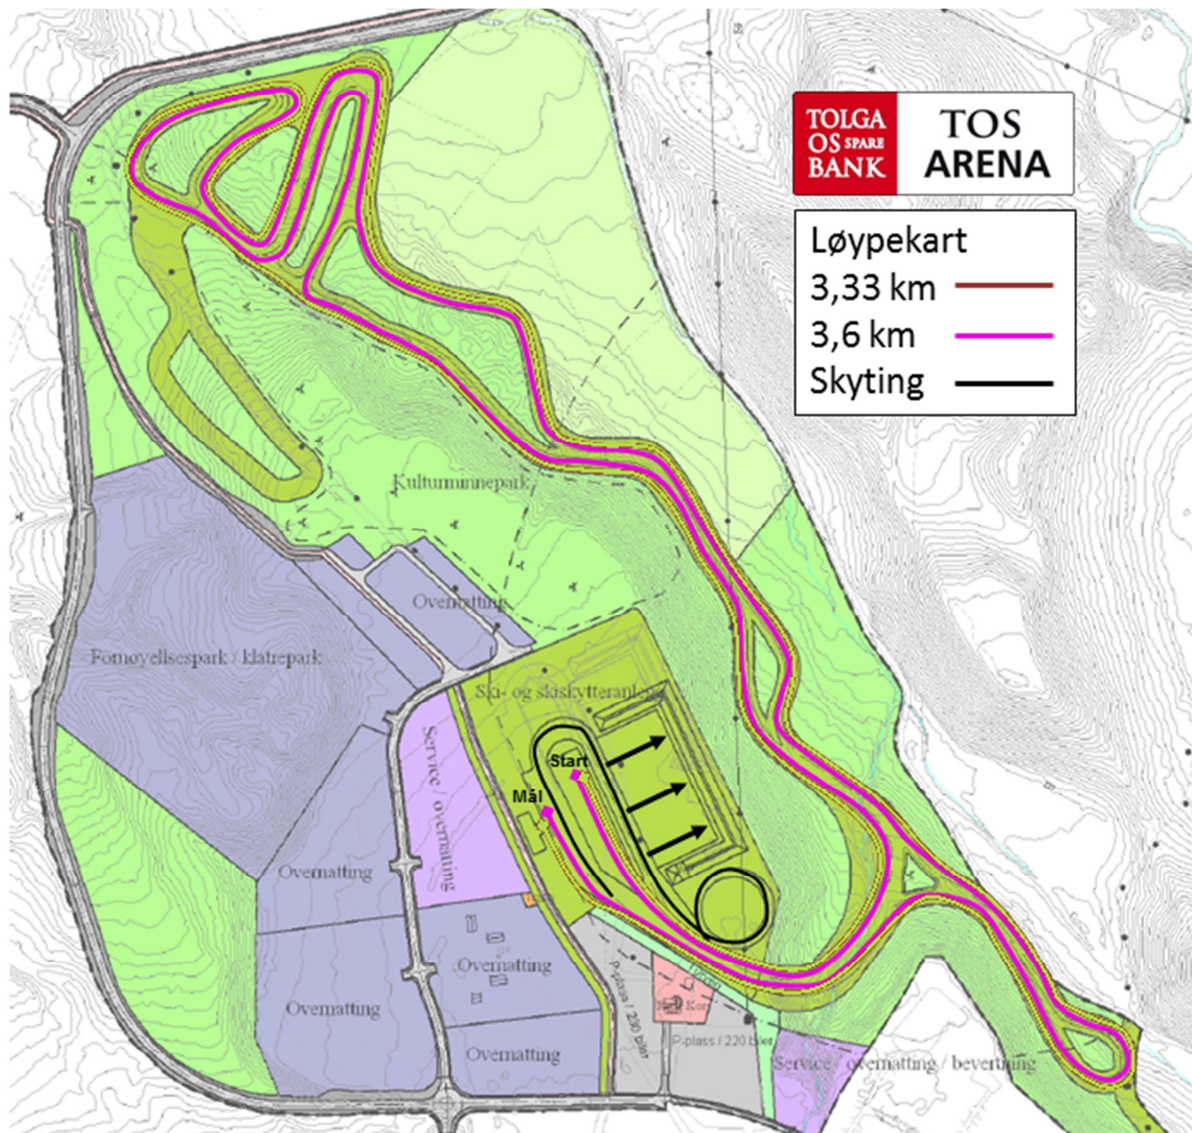 TOLGA
OS SPARE
BANK
TOS
ARENA
Løypekart
3,33 km
3,6 km
Skyting
Kulturminnepark
Overnatting
Fornøyellsespark / klatrepark
Ski- og skiskytteranlegg
Service / overnatting
Start
Mål
Overnatting
Overnatting
Overnatting
Overnatting
P-plass / 230 biler
P-plass / 220 biler
Service / overnatting / bevertning